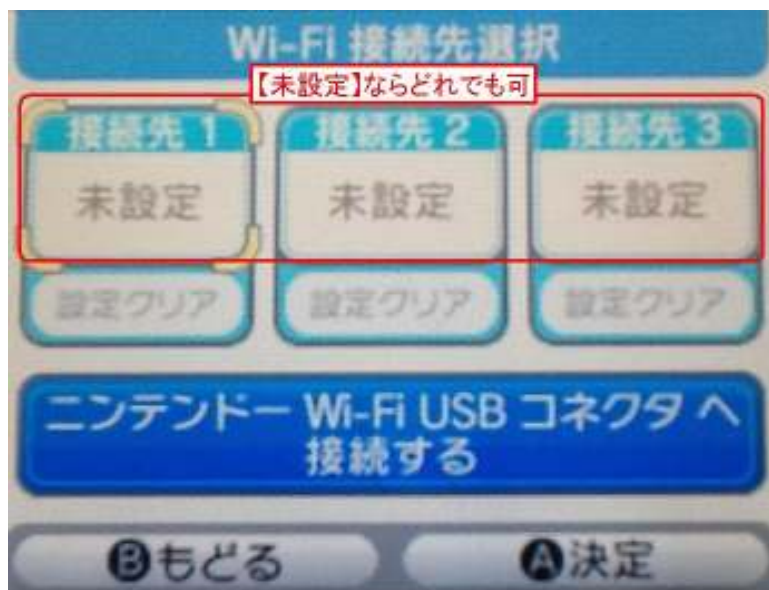 Wi-Fi 接続先選択
【未設定】ならどれでも可
接続先 1 接続先 2 接続先 3
未設定 未設定 未設定
設定クリア 設定クリア 設定クリア
ニンテンドー Wi-Fi USB コネクタ へ
接続する
Bもどる A決定